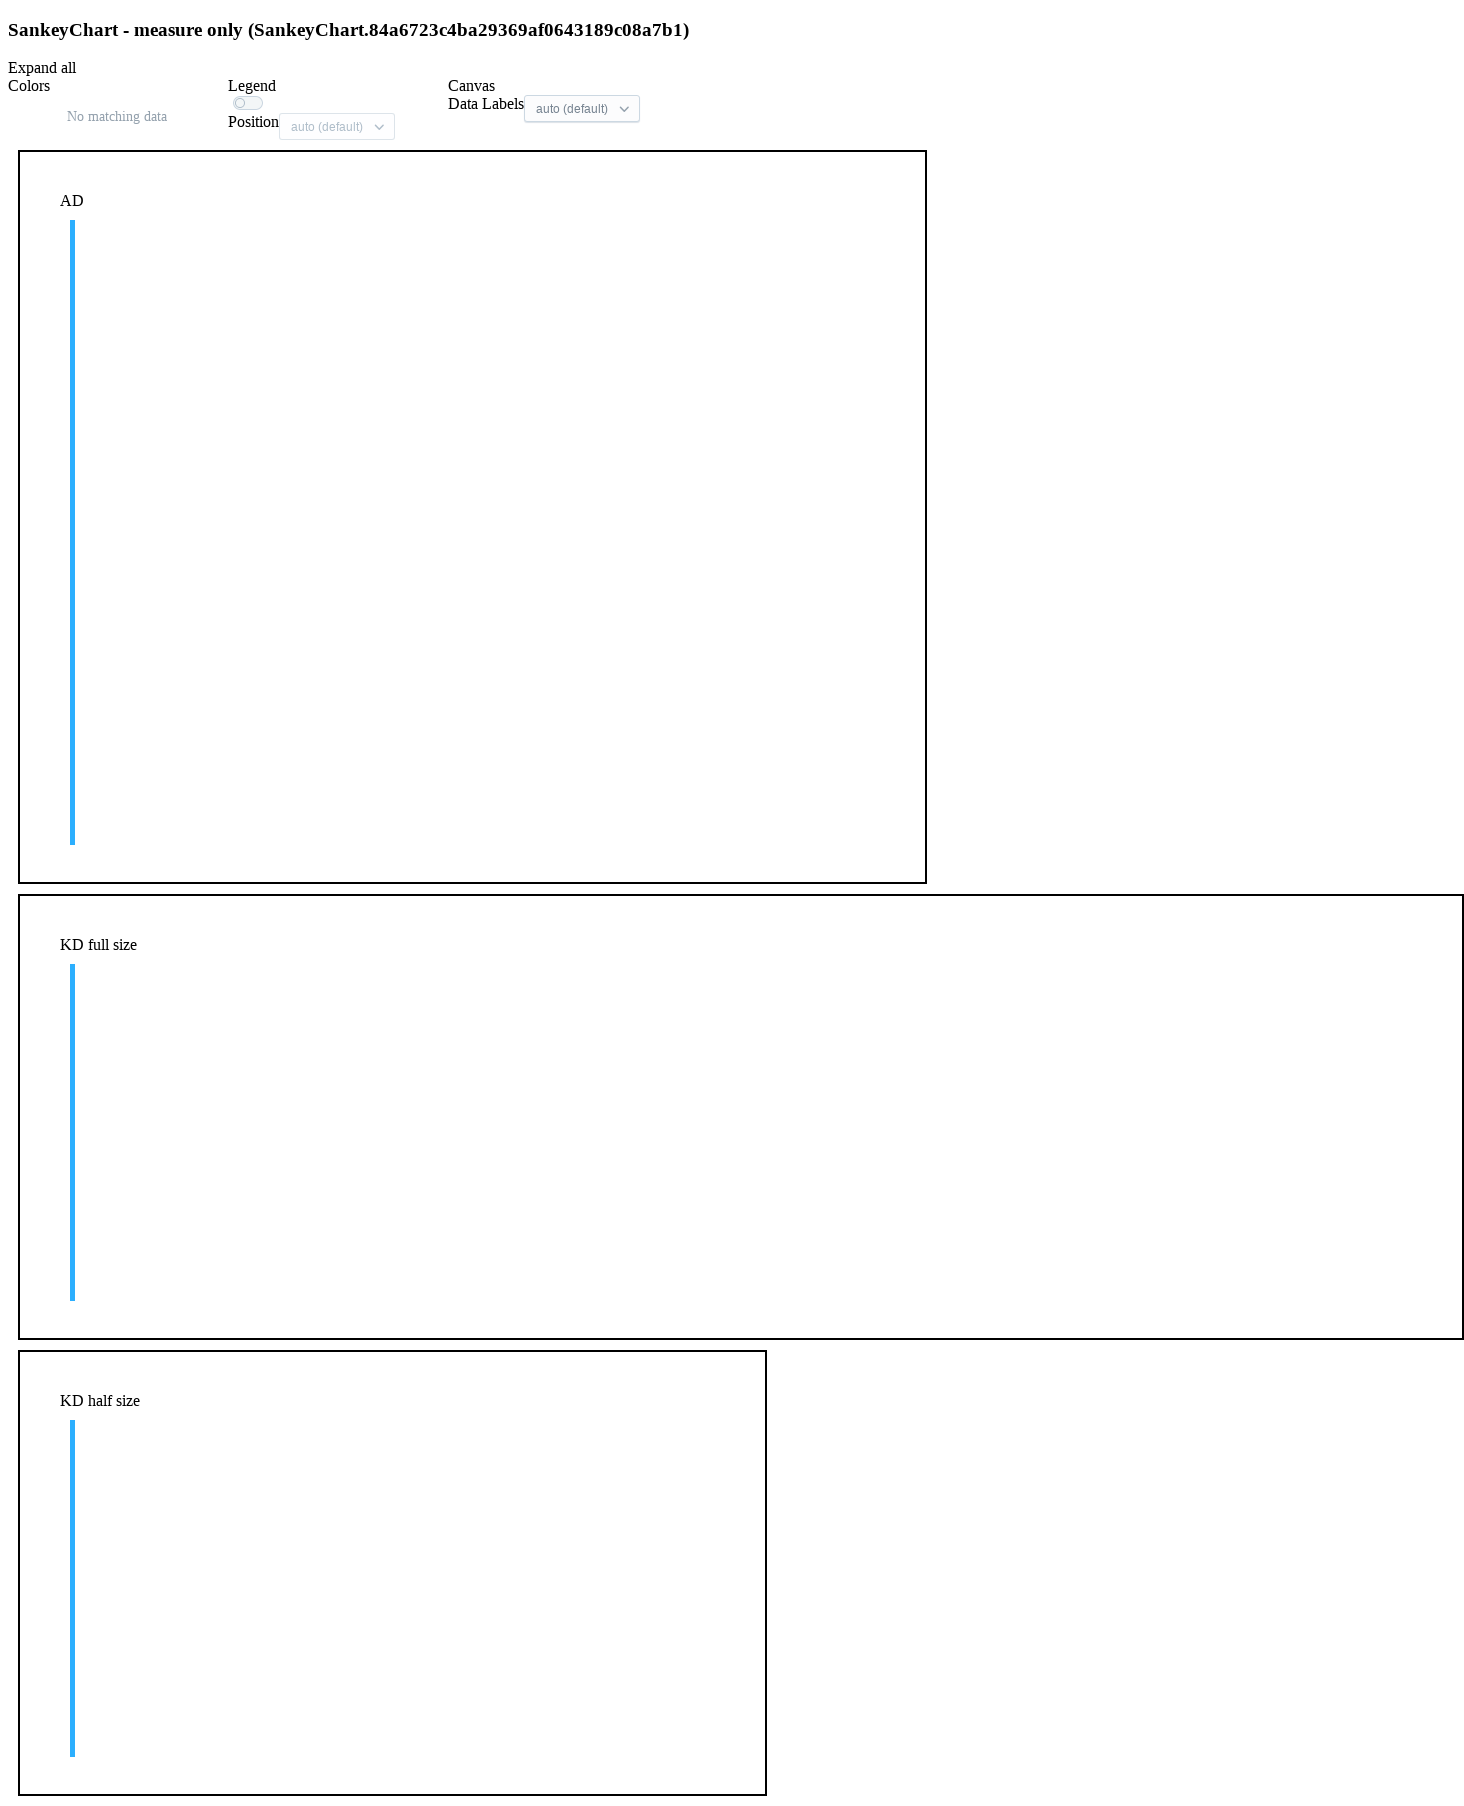 SankeyChart - measure only (SankeyChart.84a6723c4ba29369af0643189c08a7b1)
Expand all
Colors
No matching data
Legend
Position auto (default)
Canvas
Data Labels auto (default)
AD
KD full size
KD half size